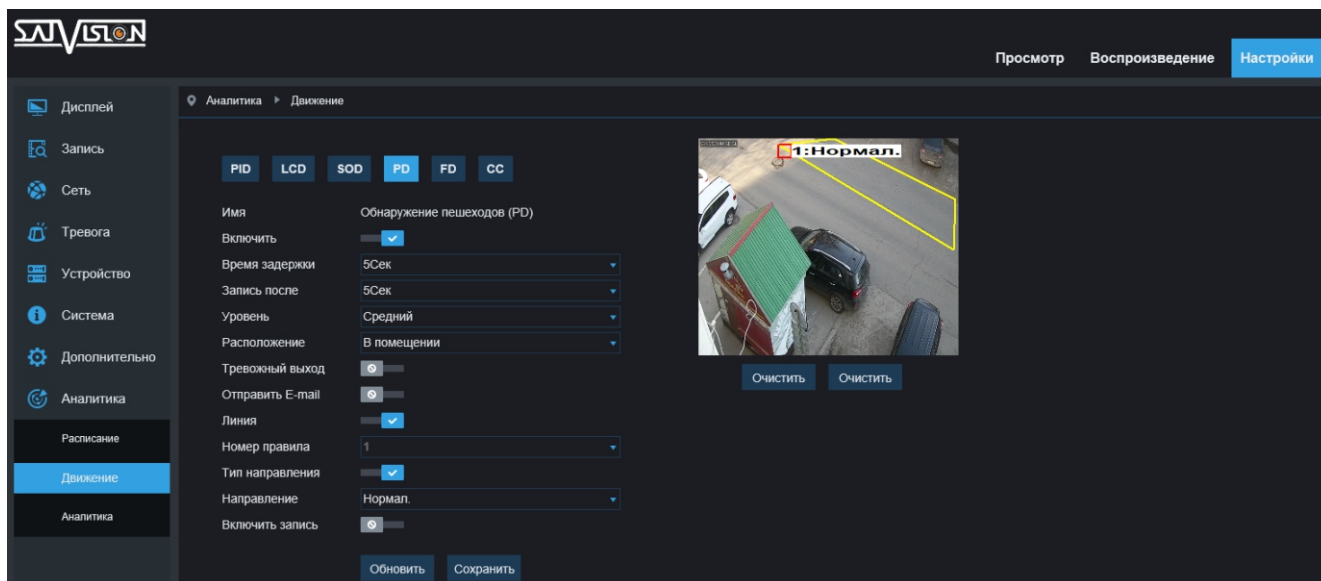 SATVISION
Просмотр Воспроизведение Настройки
Дисплей
Запись
Сеть
Тревога
Устройство
Система
Дополнительно
Аналитика
Расписание
Движение
Аналитика
Аналитика Движение
PID LCD SOD PD FD CC
Имя Обнаружение пешеходов (PD)
Включить
Время задержки 5Сек
Запись после 5Сек
Уровень Средний
Расположение В помещении
Тревожный выход
Отправить E-mail
Линия
Номер правила 1
Тип направления
Направление Нормал.
Включить запись
Обновить Сохранить
1:Нормал.
Очистить Очистить